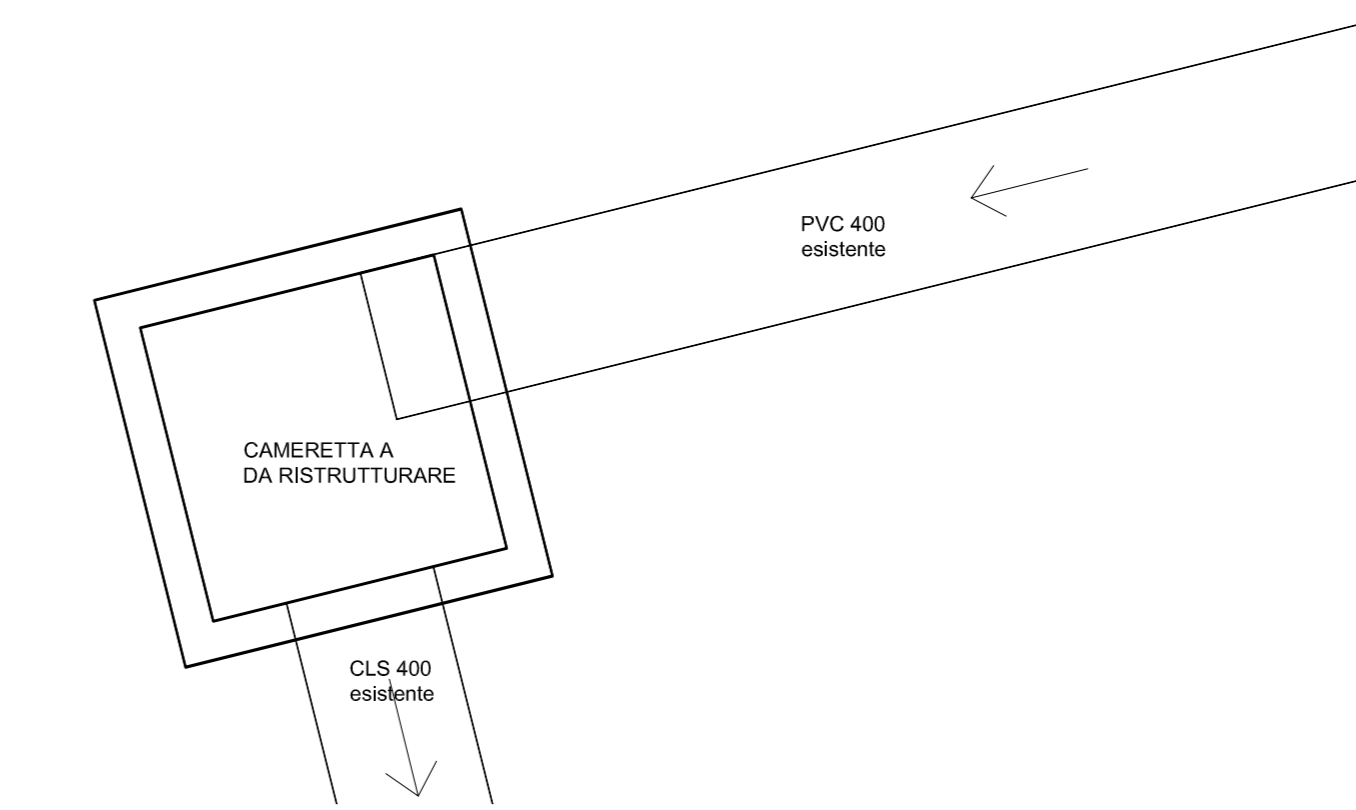 PVC 400
esistente
CAMERETTA A
DA RISTRUTTURARE
CLS 400
esistente